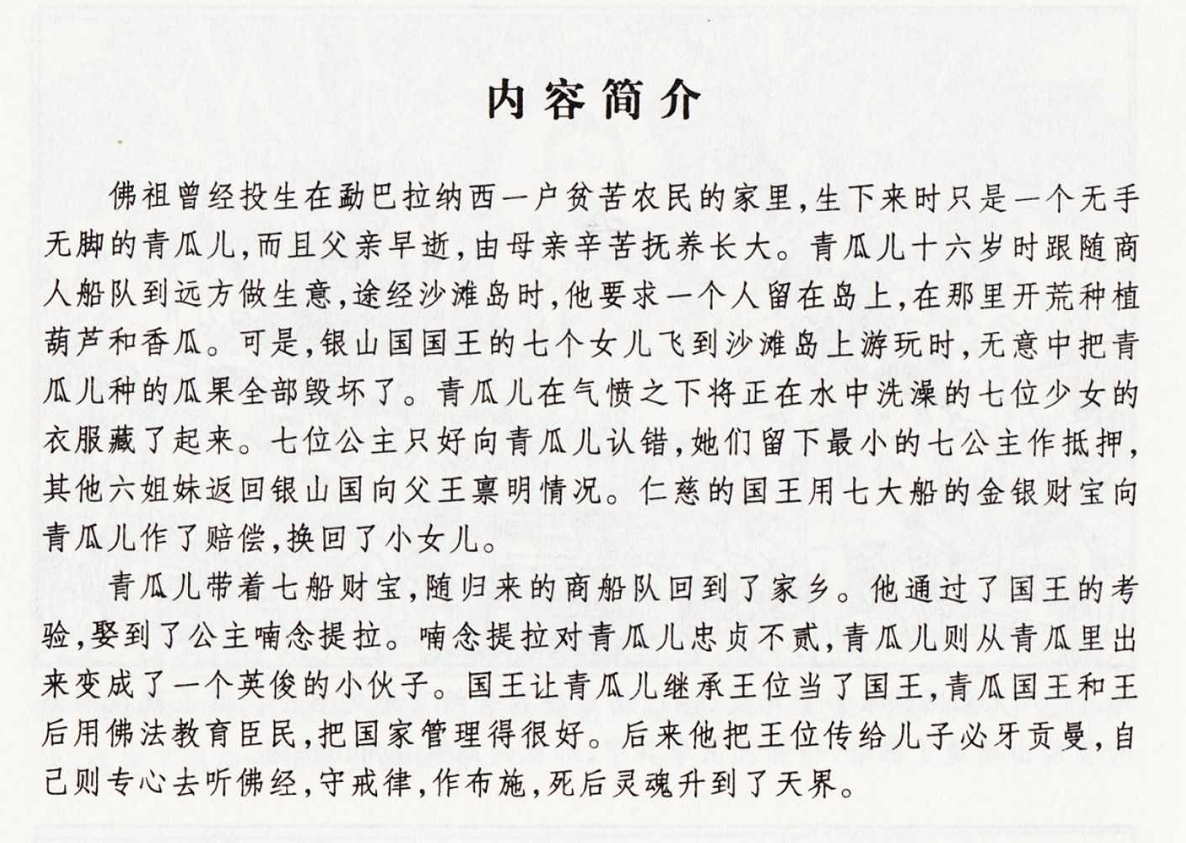 内容简介
佛祖曾经投生在勐巴拉纳西一户贫苦农民的家里,生下来时只是一个无手
无脚的青瓜儿,而且父亲早逝,由母亲辛苦抚养长大。青瓜儿十六岁时跟随商
人船队到远方做生意,途经沙滩岛时,他要求一个人留在岛上,在那里开荒种植
葫芦和香瓜。可是,银山国国王的七个女儿飞到沙滩岛上游玩时,无意中把青
瓜儿种的瓜果全部毁坏了。青瓜儿在气愤之下将正在水中洗澡的七位少女的
衣服藏了起来。七位公主只好向青瓜儿认错,她们留下最小的七公主作抵押,
其他六姐妹返回银山国向父王禀明情况。仁慈的国王用七大船的金银财宝向
青瓜儿作了赔偿,换回了小女儿。
青瓜儿带着七船财宝,随归来的商船队回到了家乡。他通过了国王的考
验,娶到了公主喃念提拉。喃念提拉对青瓜儿忠贞不贰,青瓜儿则从青瓜里出
来变成了一个英俊的小伙子。国王让青瓜儿继承王位当了国王,青瓜国王和王
后用佛法教育臣民,把国家管理得很好。后来他把王位传给儿子必牙贡曼,自
己则专心去听佛经,守戒律,作布施,死后灵魂升到了天界。